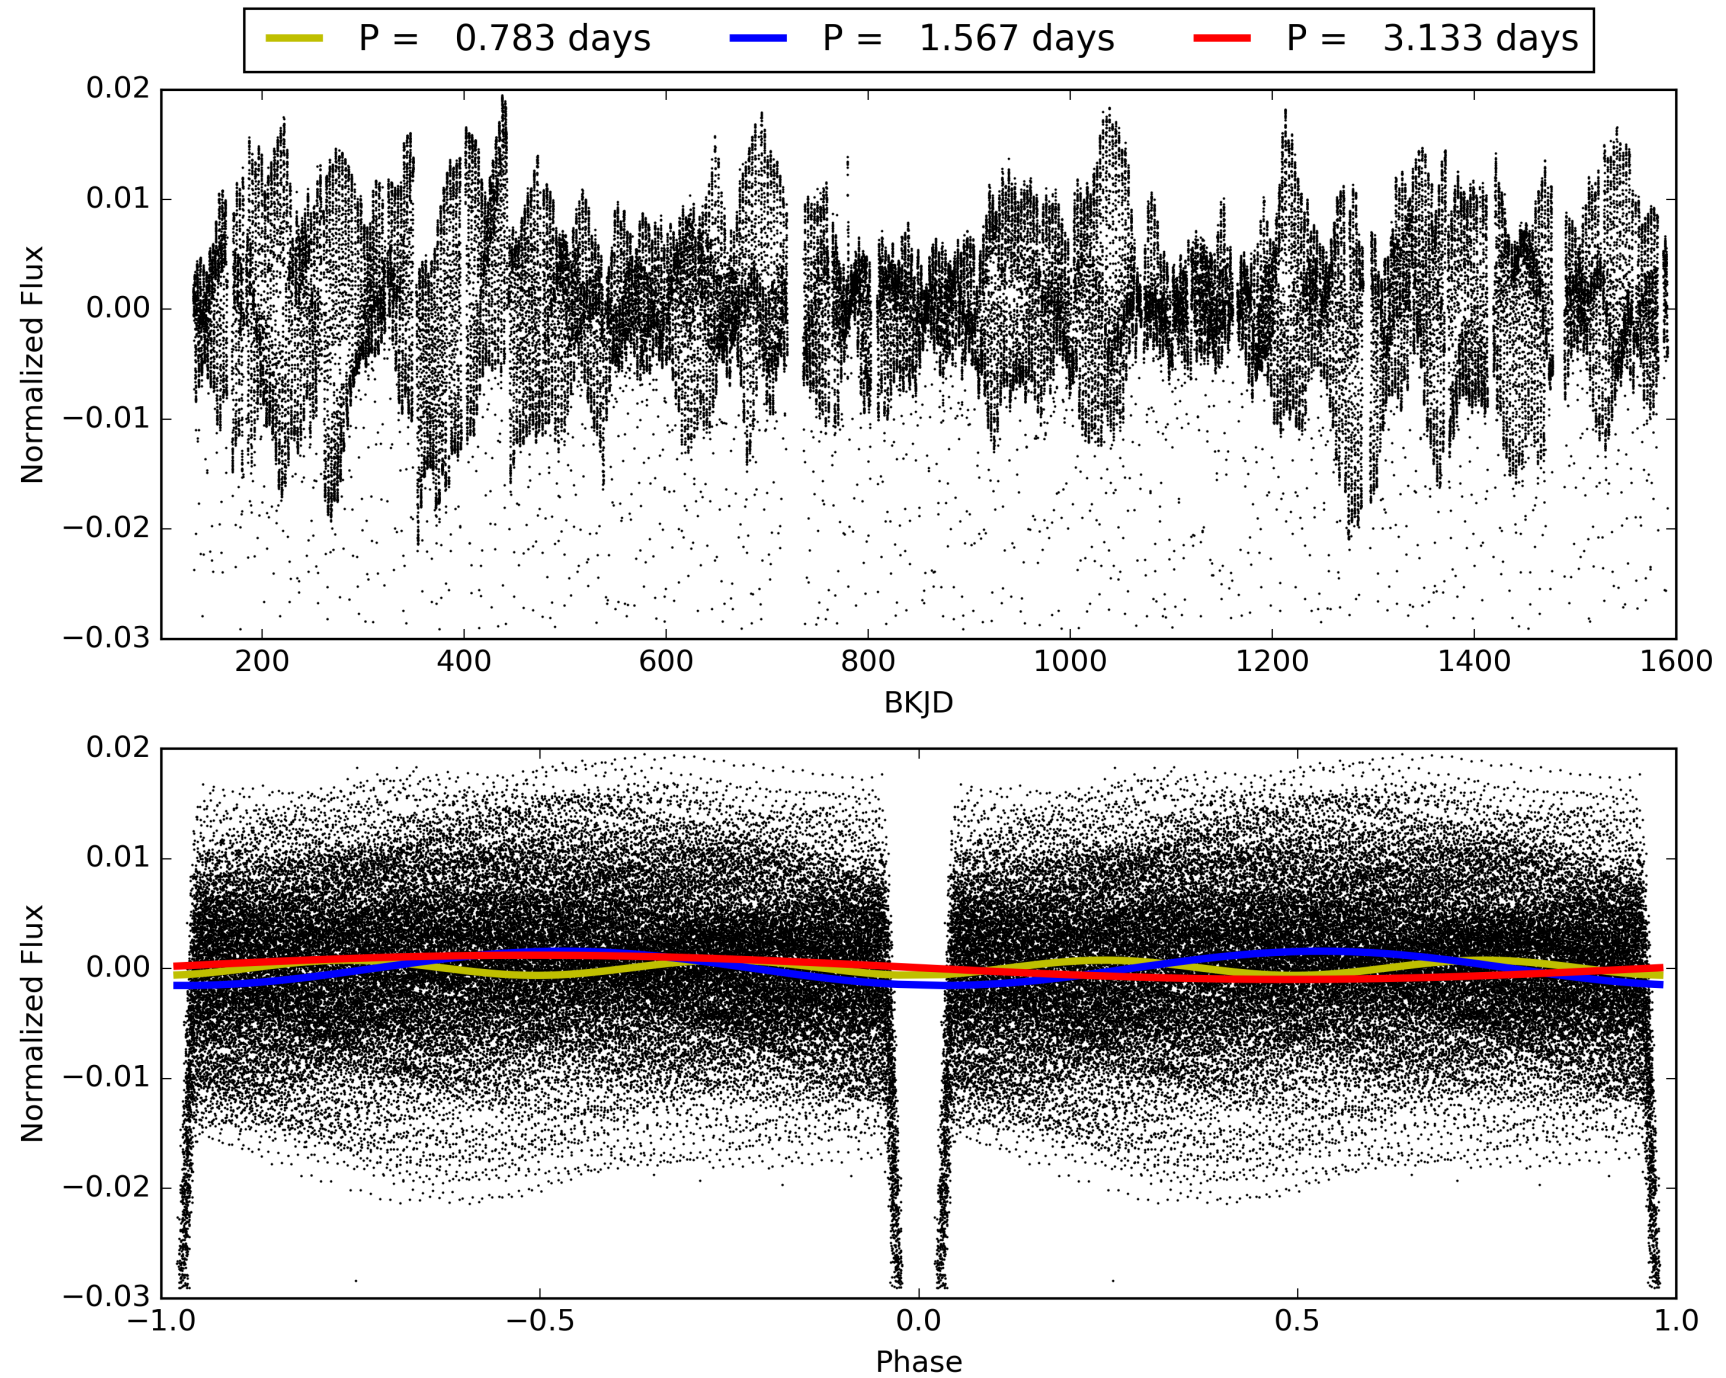 P = 0.783 days P = 1.567 days P = 3.133 days
0.02
0.01
0.00
−0.01
−0.02
−0.03
Normalized Flux
200 400 600 800 1000 1200 1400 1600
BKJD
0.02
0.01
0.00
−0.01
−0.02
−0.03
Normalized Flux
−1.0 −0.5 0.0 0.5 1.0
Phase